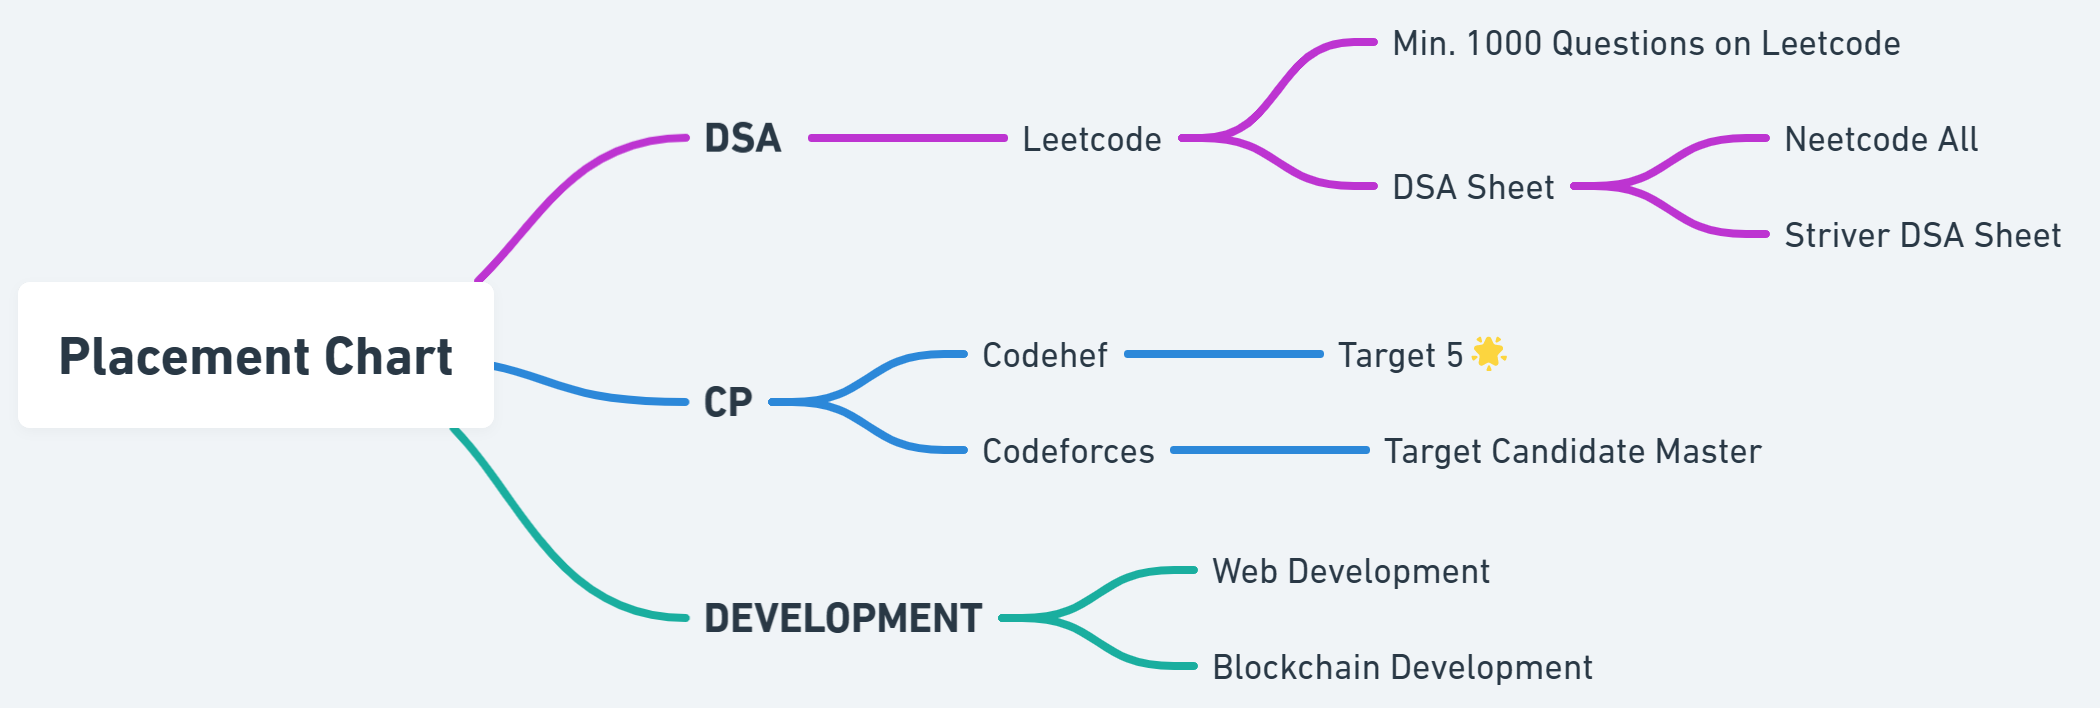 Placement Chart
DSA
Leetcode
Min. 1000 Questions on Leetcode
DSA Sheet
Neetcode All
Striver DSA Sheet
CP
Codehef
Target 5 🌟
Codeforces
Target Candidate Master
DEVELOPMENT
Web Development
Blockchain Development